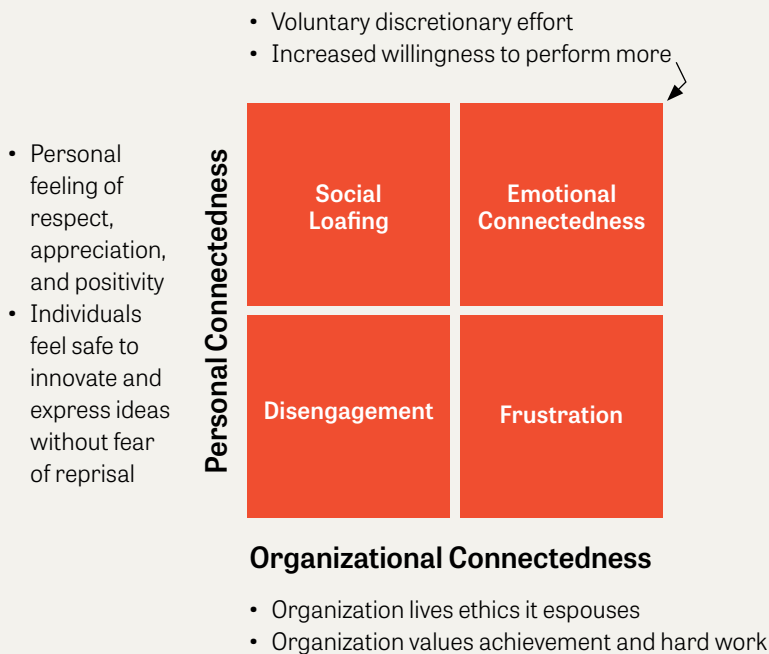 • Voluntary discretionary effort
• Increased willingness to perform more
• Personal
feeling of
respect,
appreciation,
and positivity
• Individuals
feel safe to
innovate and
express ideas
without fear
of reprisal
Personal Connectedness
Social
Loafing
Emotional
Connectedness
Disengagement
Frustration
Organizational Connectedness
• Organization lives ethics it espouses
• Organization values achievement and hard work